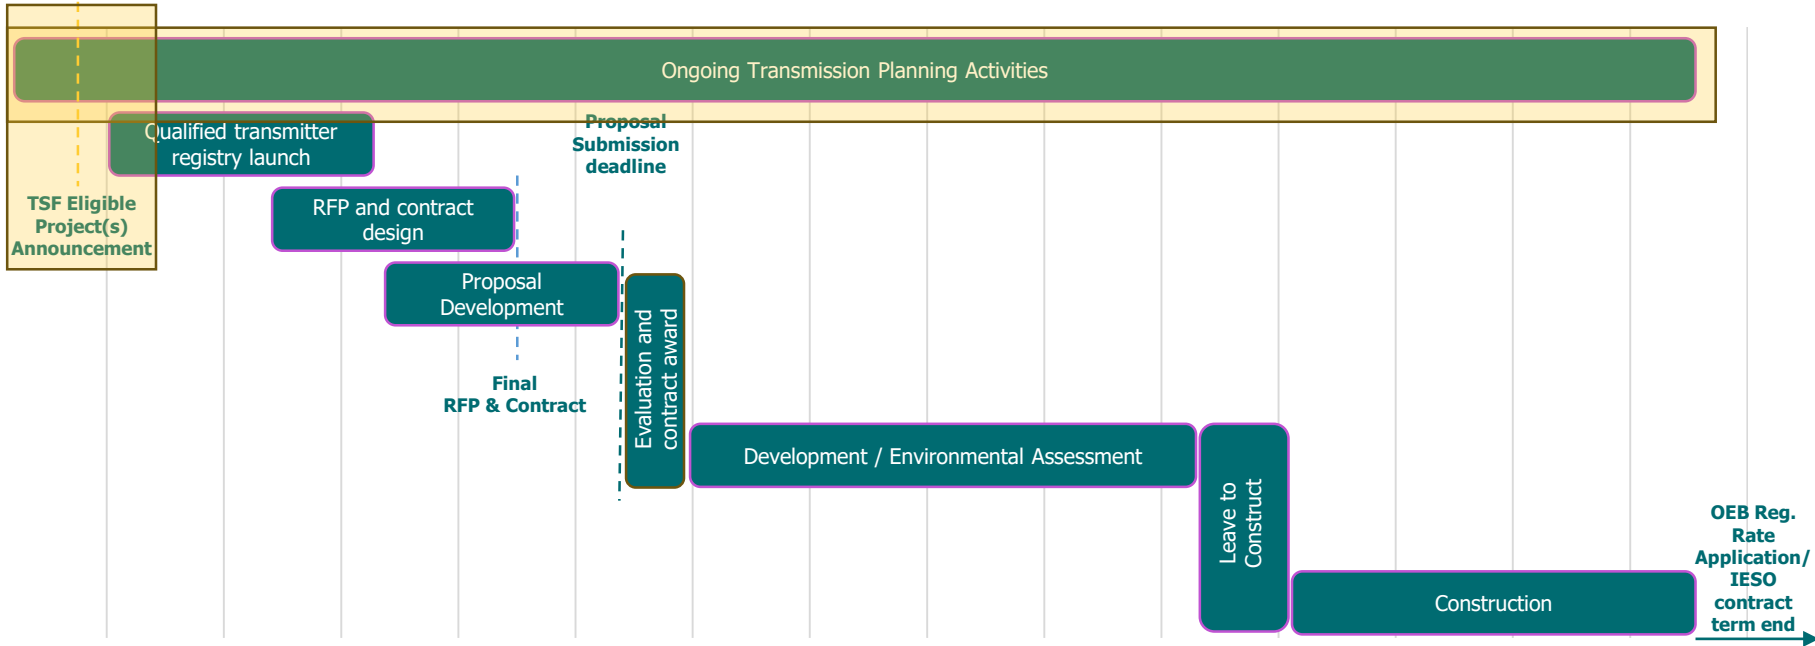 Ongoing Transmission Planning Activities
Qualified transmitter
registry launch
Proposal
Submission
deadline
TSF Eligible
Project(s)
Announcement
RFP and contract
design
Proposal
Development
Final
RFP & Contract
Evaluation and
contract award
Development / Environmental Assessment
Leave to
Construct
OEB Reg.
Rate
Application/
IESO
contract
term end
Construction